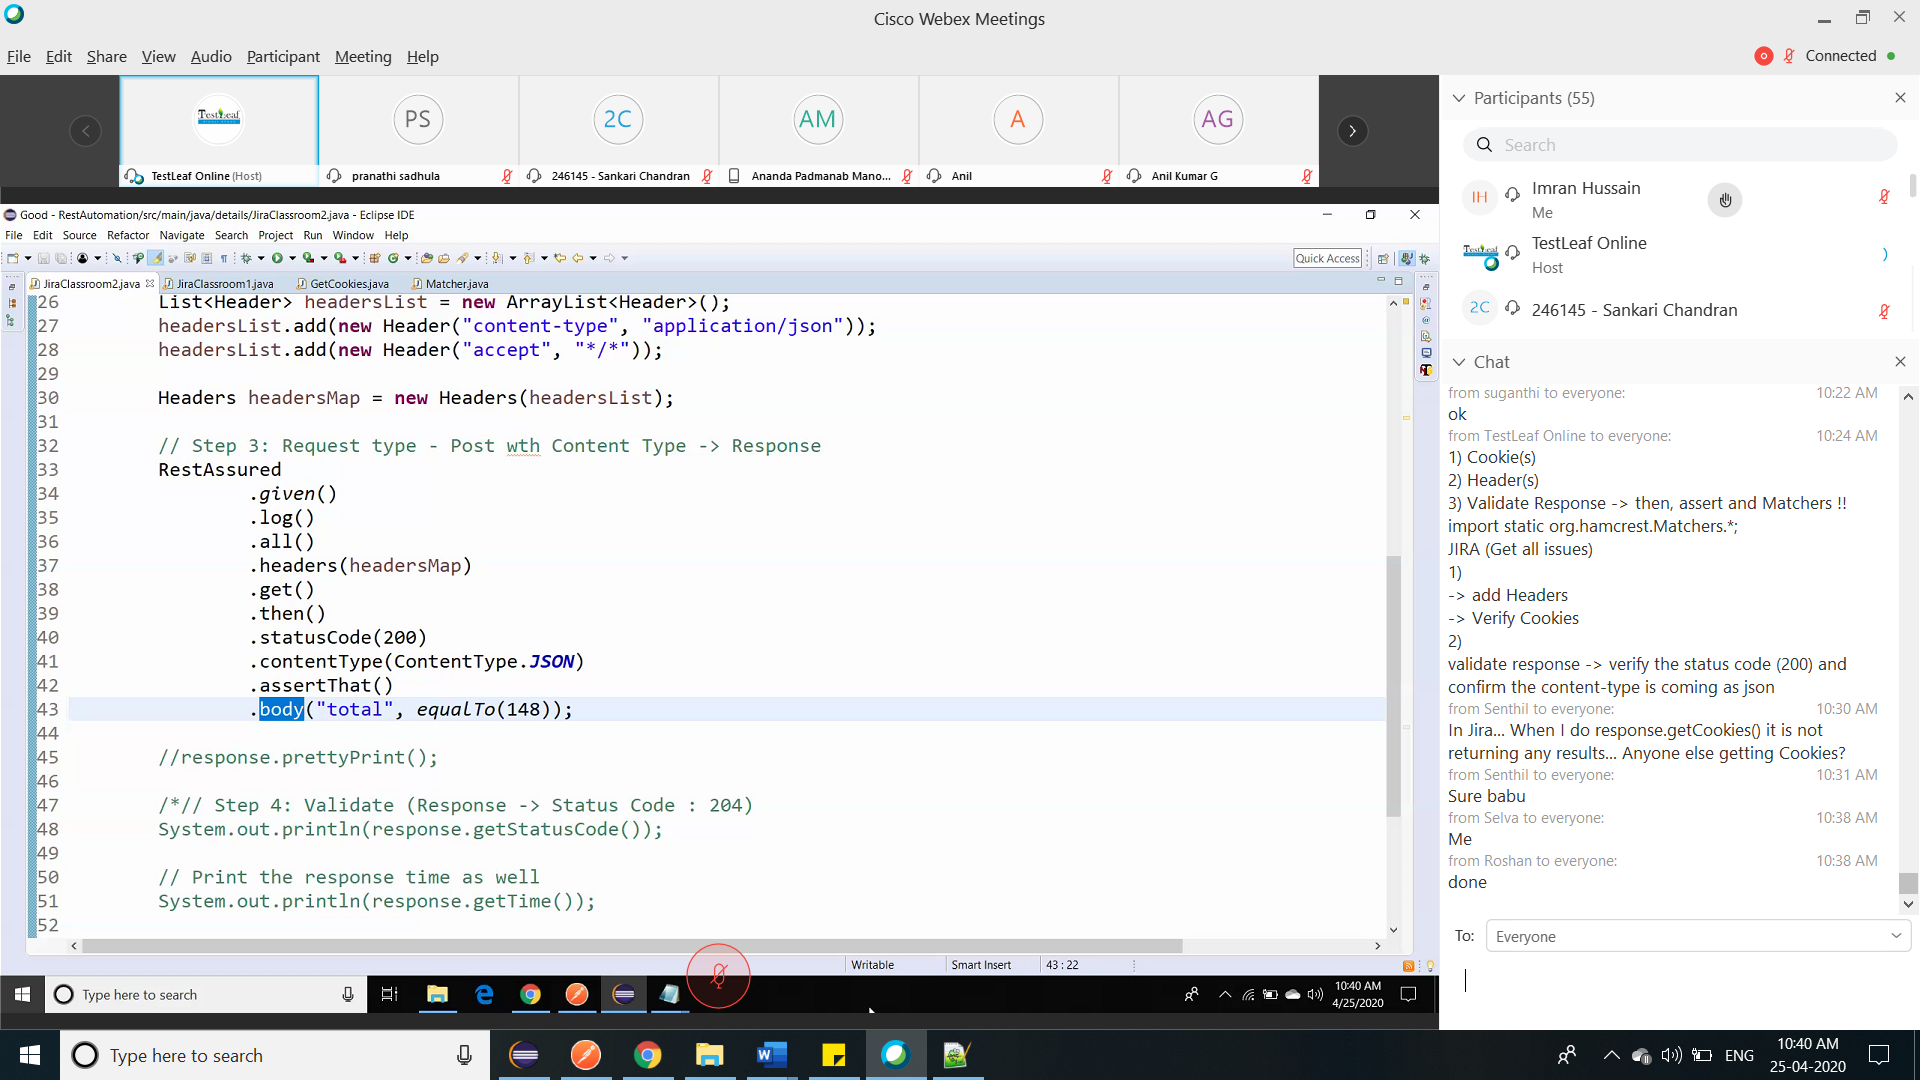 Cisco Webex Meetings
File Edit Share View Audio Participant Meeting Help
Connected
TestLeaf
PS
2C
AM
A
AG
TestLeaf Online (Host)
pranathi sadhula
246145 - Sankari Chandran
Ananda Padmanab Mano...
Anil
Anil Kumar G
Good - RestAutomation/src/main/java/details/JiraClassroom2.java - Eclipse IDE
File Edit Source Refactor Navigate Search Project Run Window Help
Quick Access
JiraClassroom2.java JiraClassroom1.java GetCookies.java Matcher.java
26 List<Header> headersList = new ArrayList<Header>();
27 headersList.add(new Header("content-type", "application/json"));
28 headersList.add(new Header("accept", "*/*"));
29
30 Headers headersMap = new Headers(headersList);
31
32 // Step 3: Request type - Post wth Content Type -> Response
33 RestAssured
34 .given()
35 .log()
36 .all()
37 .headers(headersMap)
38 .get()
39 .then()
40 .statusCode(200)
41 .contentType(ContentType.JSON)
42 .assertThat()
43 .body("total", equalTo(148));
44
45 //response.prettyPrint();
46
47 /*// Step 4: Validate (Response -> Status Code : 204)
48 System.out.println(response.getStatusCode());
49
50 // Print the response time as well
51 System.out.println(response.getTime());
52
Writable Smart Insert 43 : 22
Type here to search
10:40 AM
4/25/2020
Participants (55)
Search
IH
Imran Hussain
Me
TestLeaf
TestLeaf Online
Host
2C
246145 - Sankari Chandran
Chat
from suganthi to everyone: 10:22 AM
ok
from TestLeaf Online to everyone: 10:24 AM
1) Cookie(s)
2) Header(s)
3) Validate Response -> then, assert and Matchers !!
import static org.hamcrest.Matchers.*;
JIRA (Get all issues)
1)
-> add Headers
-> Verify Cookies
2)
validate response -> verify the status code (200) and
confirm the content-type is coming as json
from Senthil to everyone: 10:30 AM
In Jira... When I do response.getCookies() it is not
returning any results... Anyone else getting Cookies?
from Senthil to everyone: 10:31 AM
Sure babu
from Selva to everyone: 10:38 AM
Me
from Roshan to everyone: 10:38 AM
done
To: Everyone
Type here to search
ENG
10:40 AM
25-04-2020